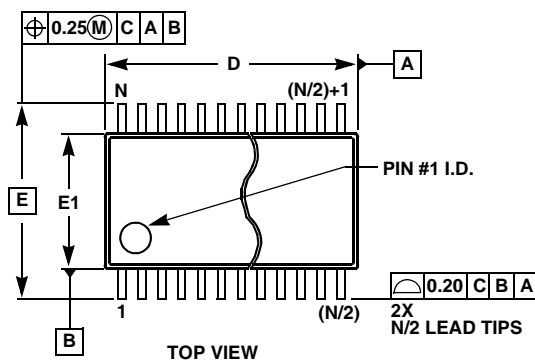 ⌖ 0.25 Ⓜ C A B
D
A
N
(N/2)+1
PIN #1 I.D.
E
E1
1
(N/2)
⌓ 0.20 C B A
2X
N/2 LEAD TIPS
B
TOP VIEW